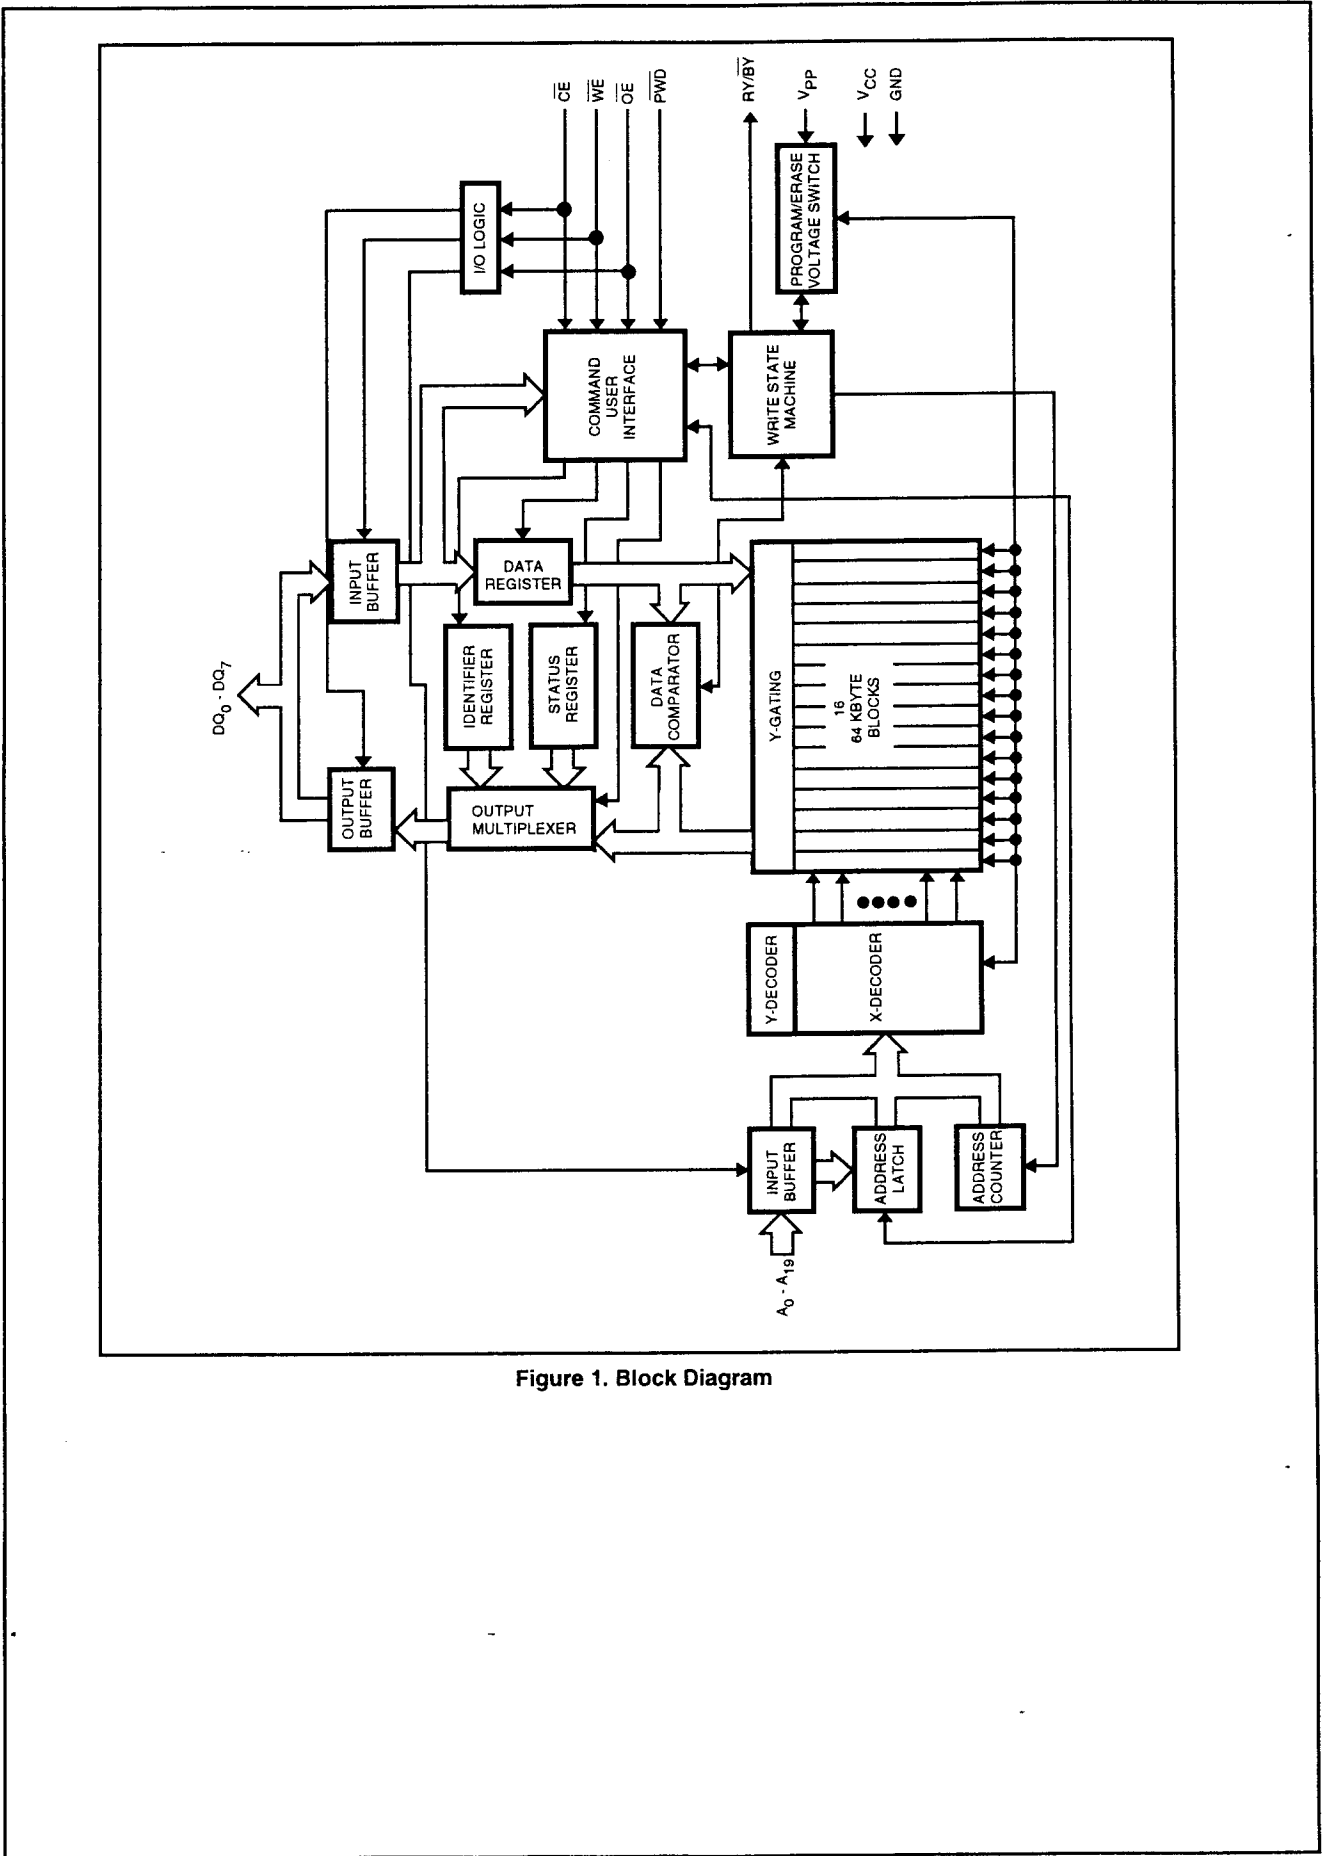 DQ0 - DQ7
OUTPUT
BUFFER
INPUT
BUFFER
I/O LOGIC
CE
WE
OE
PWD
IDENTIFIER
REGISTER
STATUS
REGISTER
DATA
REGISTER
COMMAND
USER
INTERFACE
OUTPUT
MULTIPLEXER
DATA
COMPARATOR
WRITE STATE
MACHINE
PROGRAM/ERASE
VOLTAGE SWITCH
RY/BY
VPP
VCC
GND
Y-GATING
16
64 KBYTE
BLOCKS
Y-DECODER
X-DECODER
INPUT
BUFFER
ADDRESS
LATCH
ADDRESS
COUNTER
A0 - A19
Figure 1. Block Diagram